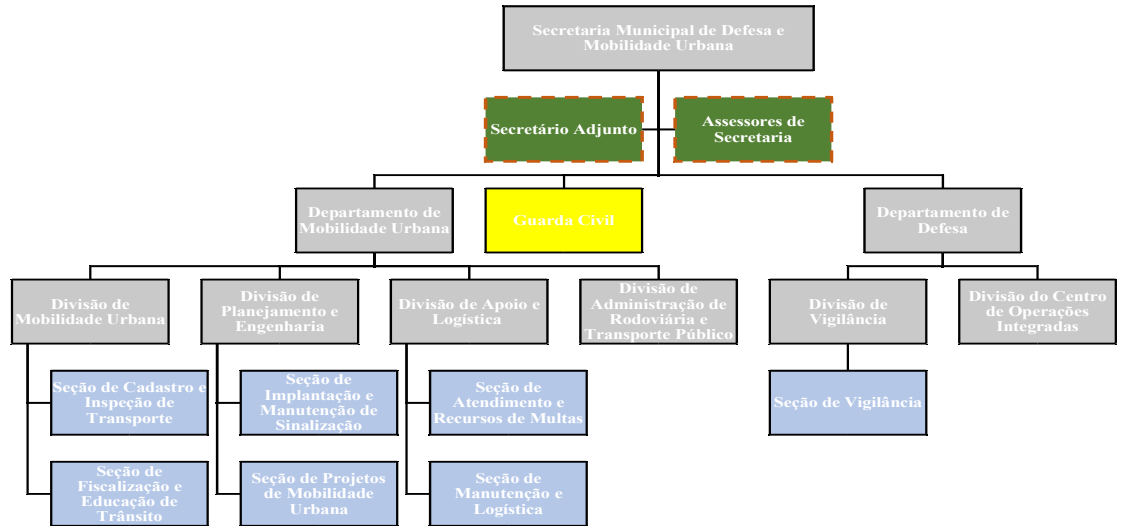 Secretaria Municipal de Defesa e
Mobilidade Urbana
Secretário Adjunto
Assessores de
Secretaria
Departamento de
Mobilidade Urbana
Guarda Civil
Departamento de
Defesa
Divisão de
Mobilidade Urbana
Divisão de
Planejamento e
Engenharia
Divisão de Apoio e
Logística
Divisão de
Administração de
Rodoviária e
Transporte Público
Divisão de
Vigilância
Divisão do Centro
de Operações
Integradas
Seção de Cadastro e
Inspeção de
Transporte
Seção de
Implantação e
Manutenção de
Sinalização
Seção de
Atendimento e
Recursos de Multas
Seção de Vigilância
Seção de
Fiscalização e
Educação de
Trânsito
Seção de Projetos
de Mobilidade
Urbana
Seção de
Manutenção e
Logística